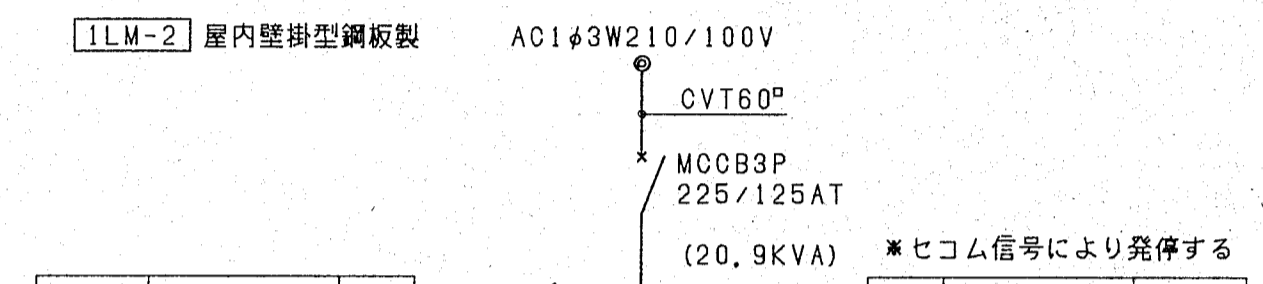 1LM-2 屋内壁掛型鋼板製 AC1φ3W210/100V
CVT60□
MCCB3P
225/125AT
(20.9KVA) ※セコム信号により発停する